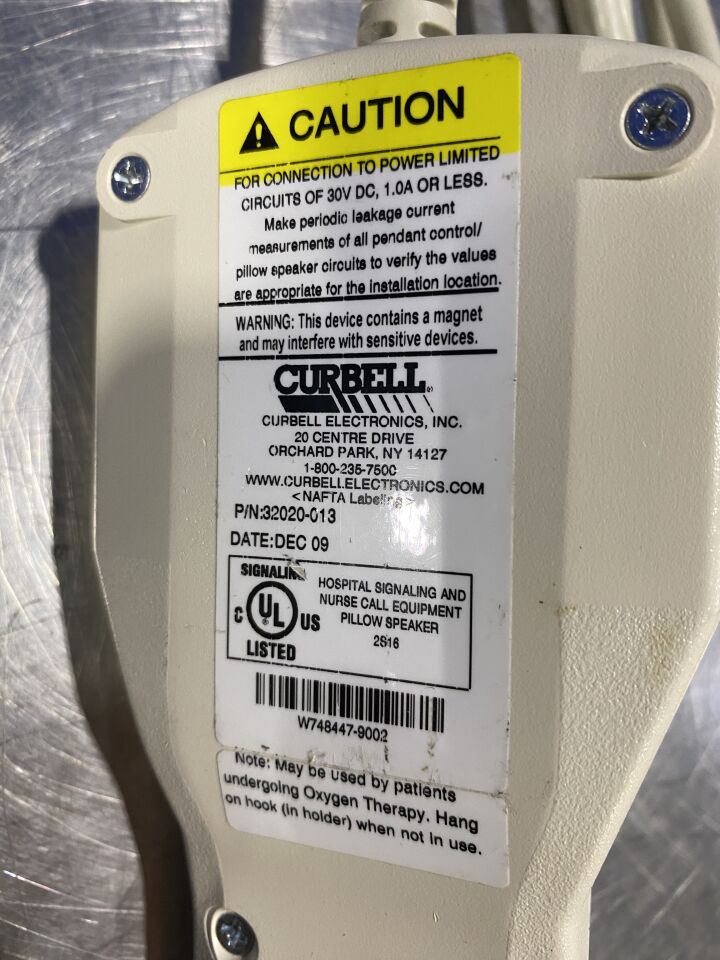 CAUTION
FOR CONNECTION TO POWER LIMITED
CIRCUITS OF 30V DC, 1.0A OR LESS.
Make periodic leakage current
measurements of all pendant control/
pillow speaker circuits to verify the values
are appropriate for the installation location.
WARNING: This device contains a magnet
and may interfere with sensitive devices.
CURBELL®
CURBELL ELECTRONICS, INC.
20 CENTRE DRIVE
ORCHARD PARK, NY 14127
1-800-235-7500
WWW.CURBELLELECTRONICS.COM
<NAFTA Labeling>
P/N:32020-013
DATE:DEC 09
SIGNALING
C UL US
LISTED
HOSPITAL SIGNALING AND
NURSE CALL EQUIPMENT
PILLOW SPEAKER
2S16
W748447-9002
Note: May be used by patients
undergoing Oxygen Therapy. Hang
on hook (in holder) when not in use.